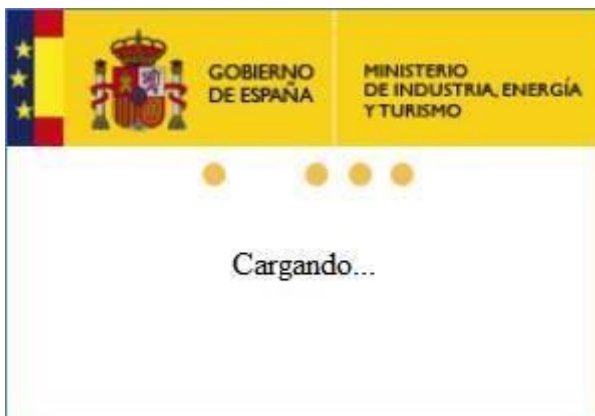 GOBIERNO
DE ESPAÑA
MINISTERIO
DE INDUSTRIA, ENERGÍA
Y TURISMO
Cargando...